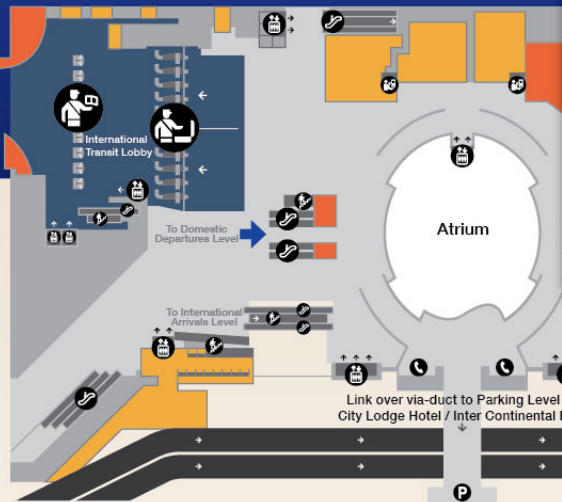 International
Transit Lobby
To Domestic
Departures Level
Atrium
To International
Arrivals Level
Link over via-duct to Parking Level
City Lodge Hotel / Inter Continental
P